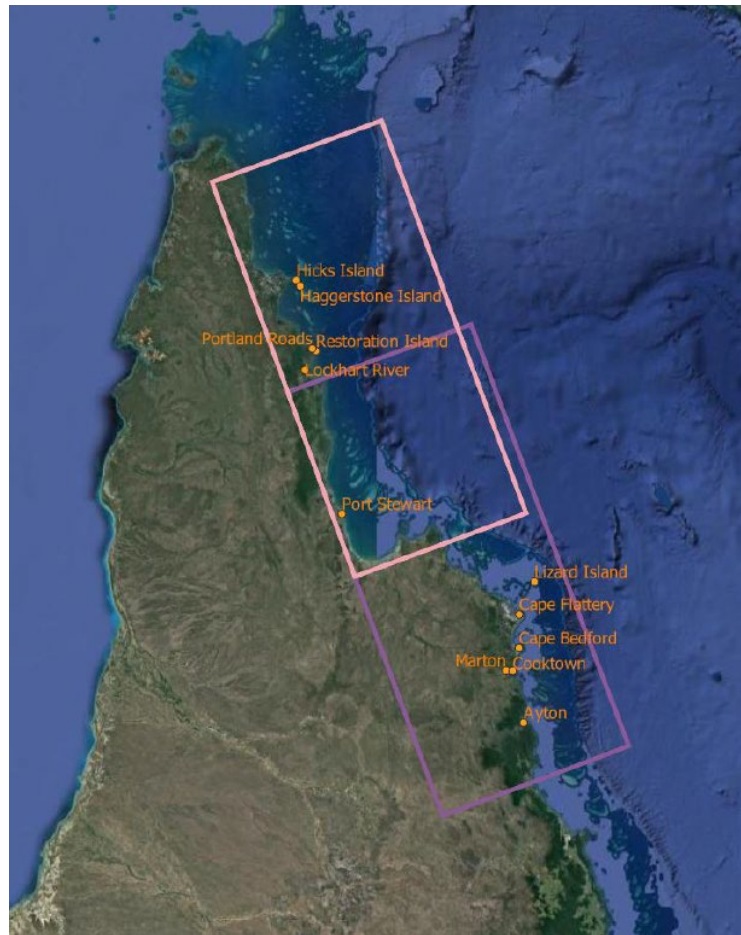 Hicks Island
Haggerstone Island
Portland Roads
Restoration Island
Lockhart River
Port Stewart
Lizard Island
Cape Flattery
Cape Bedford
Marton
Cooktown
Ayton